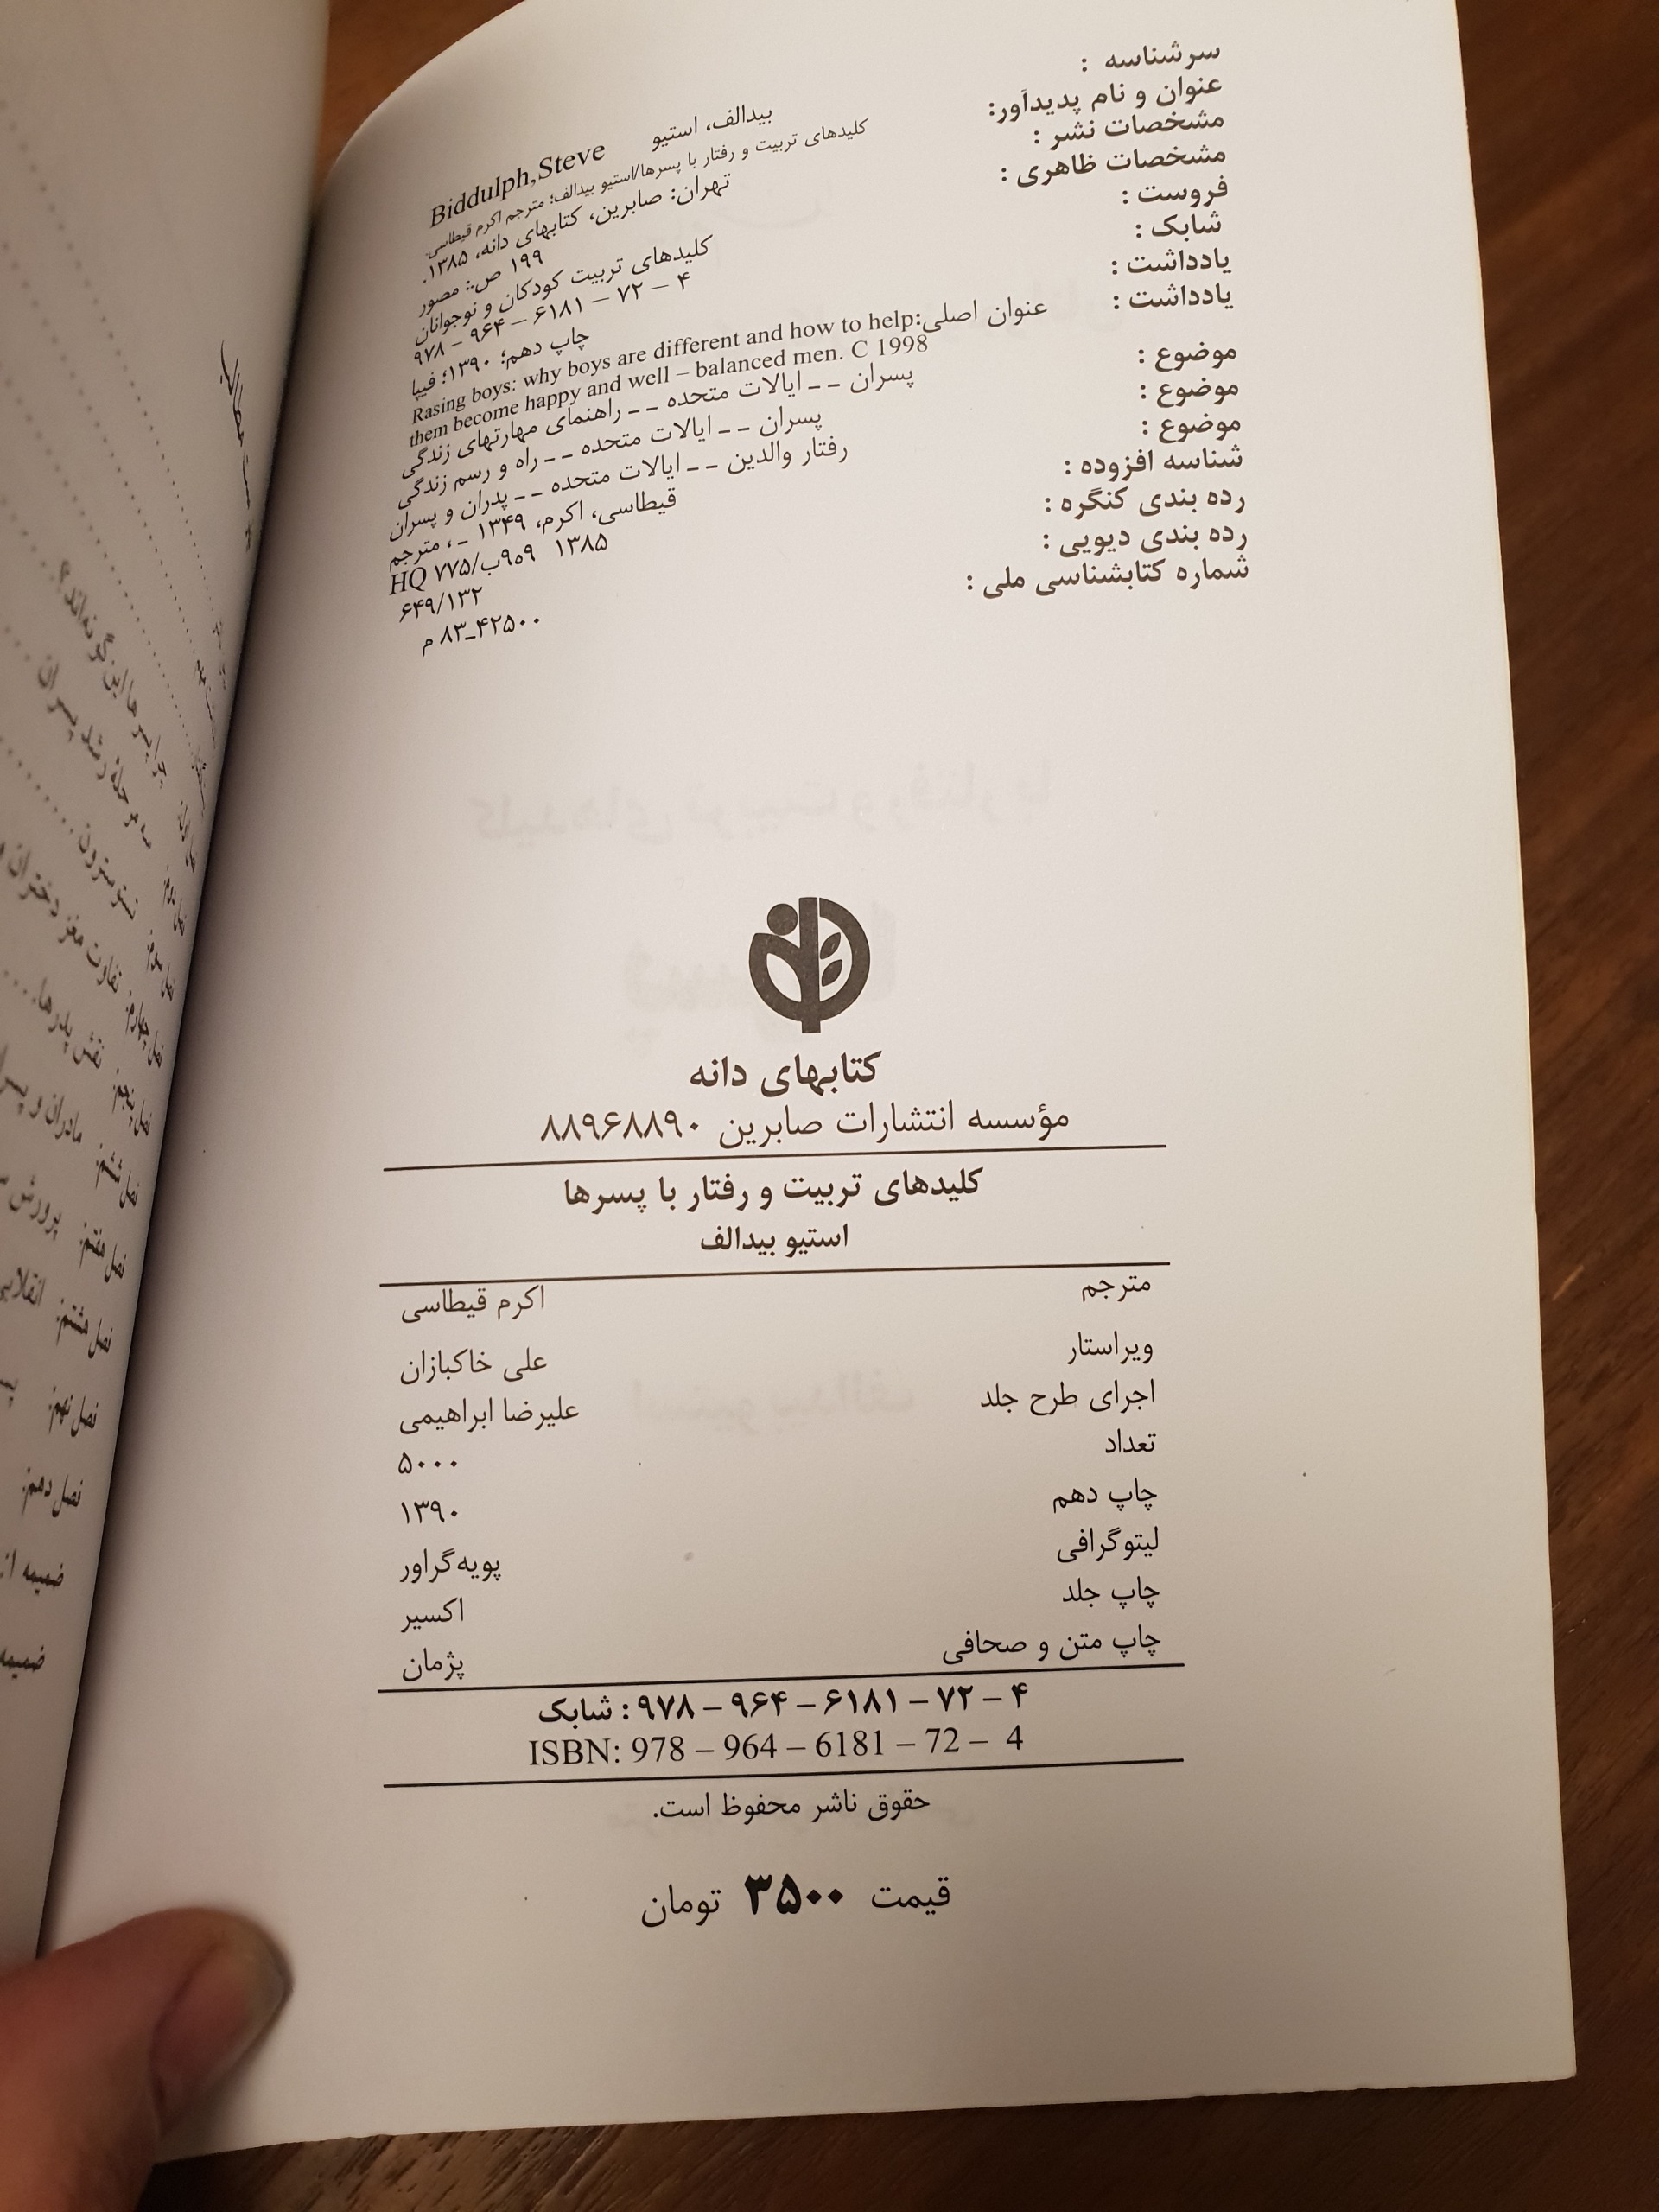 سرشناسه : بیدالف، استیو Biddulph,Steve
عنوان و نام پدیدآور: کلیدهای تربیت و رفتار با پسرها/استیو بیدالف؛ مترجم اکرم قیطاسی.
مشخصات نشر : تهران: صابرین، کتابهای دانه، ۱۳۸۵.
مشخصات ظاهری : ۱۹۹ ص.: مصور
فروست : کلیدهای تربیت کودکان و نوجوانان
شابک : ۹۷۸ – ۹۶۴ – ۶۱۸۱ – ۷۲ – ۴
یادداشت : چاپ دهم؛ ۱۳۹۰؛ فیپا
یادداشت : عنوان اصلی:Rasing boys: why boys are different and how to help
them become happy and well – balanced men. C 1998
موضوع : پسران ــ ایالات متحده ــ راهنمای مهارتهای زندگی
موضوع : پسران ــ ایالات متحده ــ راه و رسم زندگی
موضوع : رفتار والدین ــ ایالات متحده ــ پدران و پسران
شناسه افزوده : قیطاسی، اکرم، ۱۳۴۹ ـ ، مترجم
رده بندی کنگره : ۱۳۸۵ ۹ه۹ب/۷۷۵ HQ
رده بندی دیویی : ۶۴۹/۱۳۲
شماره کتابشناسی ملی : ۴۲۵۰۰ـ۸۳ م
کتابهای دانه
مؤسسه انتشارات صابرین ۸۸۹۶۸۸۹۰
کلیدهای تربیت و رفتار با پسرها
استیو بیدالف
مترجم اکرم قیطاسی
ویراستار علی خاکبازان
اجرای طرح جلد علیرضا ابراهیمی
تعداد ۵۰۰۰
چاپ دهم ۱۳۹۰
لیتوگرافی پویه‌گراور
چاپ جلد اکسیر
چاپ متن و صحافی پژمان
شابک : ۹۷۸ – ۹۶۴ – ۶۱۸۱ – ۷۲ – ۴
ISBN: 978 – 964 – 6181 – 72 – 4
حقوق ناشر محفوظ است.
قیمت ۳۵۰۰ تومان